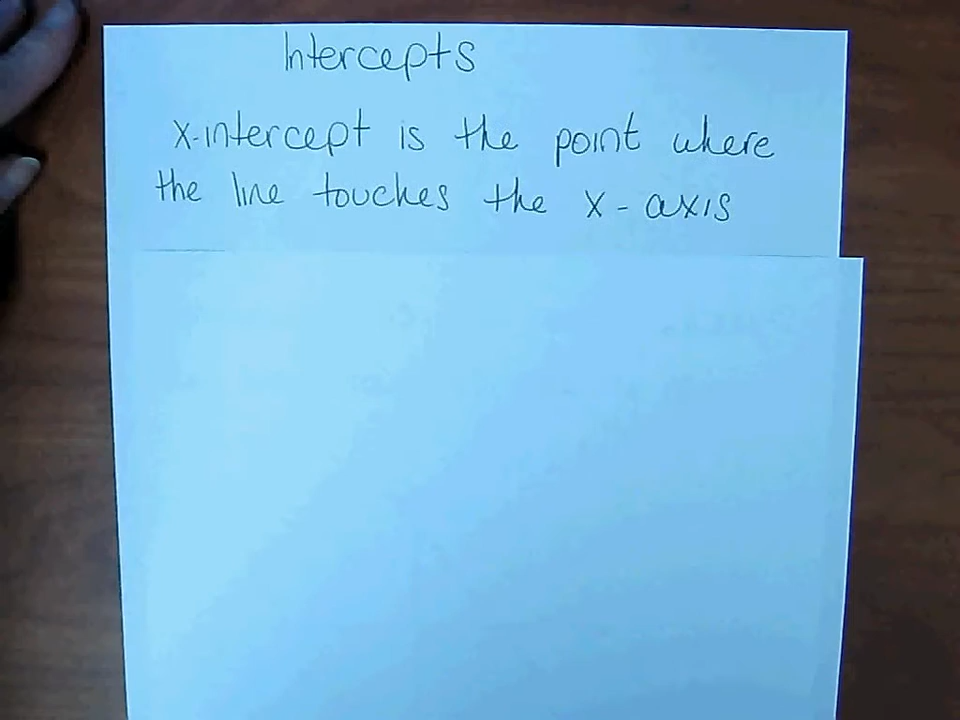 Intercepts
x-intercept is the point where
the line touches the x-axis